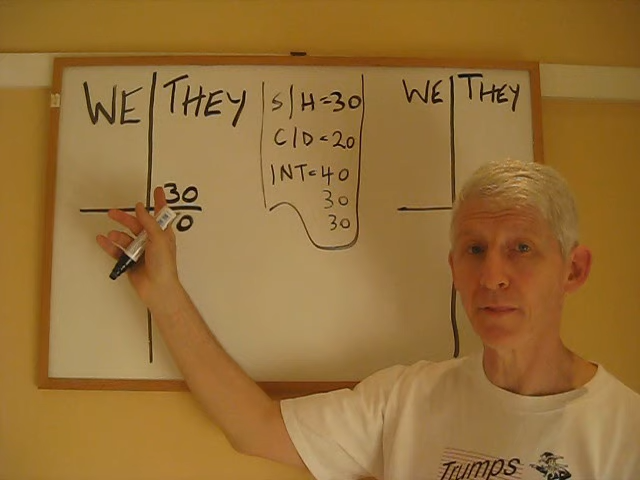 WE THEY
30
S/H=30
C/D=20
INT=40
30
30
WE THEY
Trumps